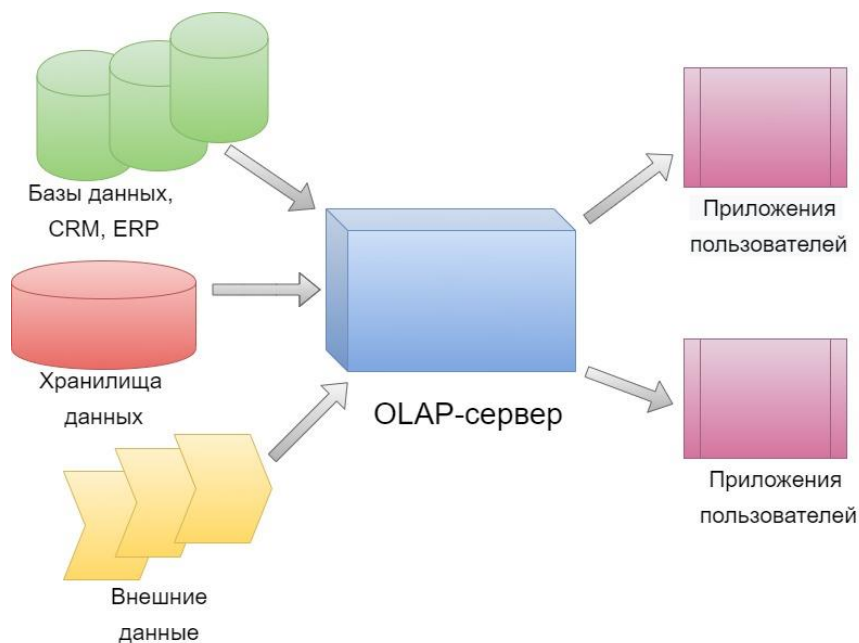 Базы данных,
CRM, ERP
Хранилища
данных
Внешние
данные
OLAP-сервер
Приложения
пользователей
Приложения
пользователей